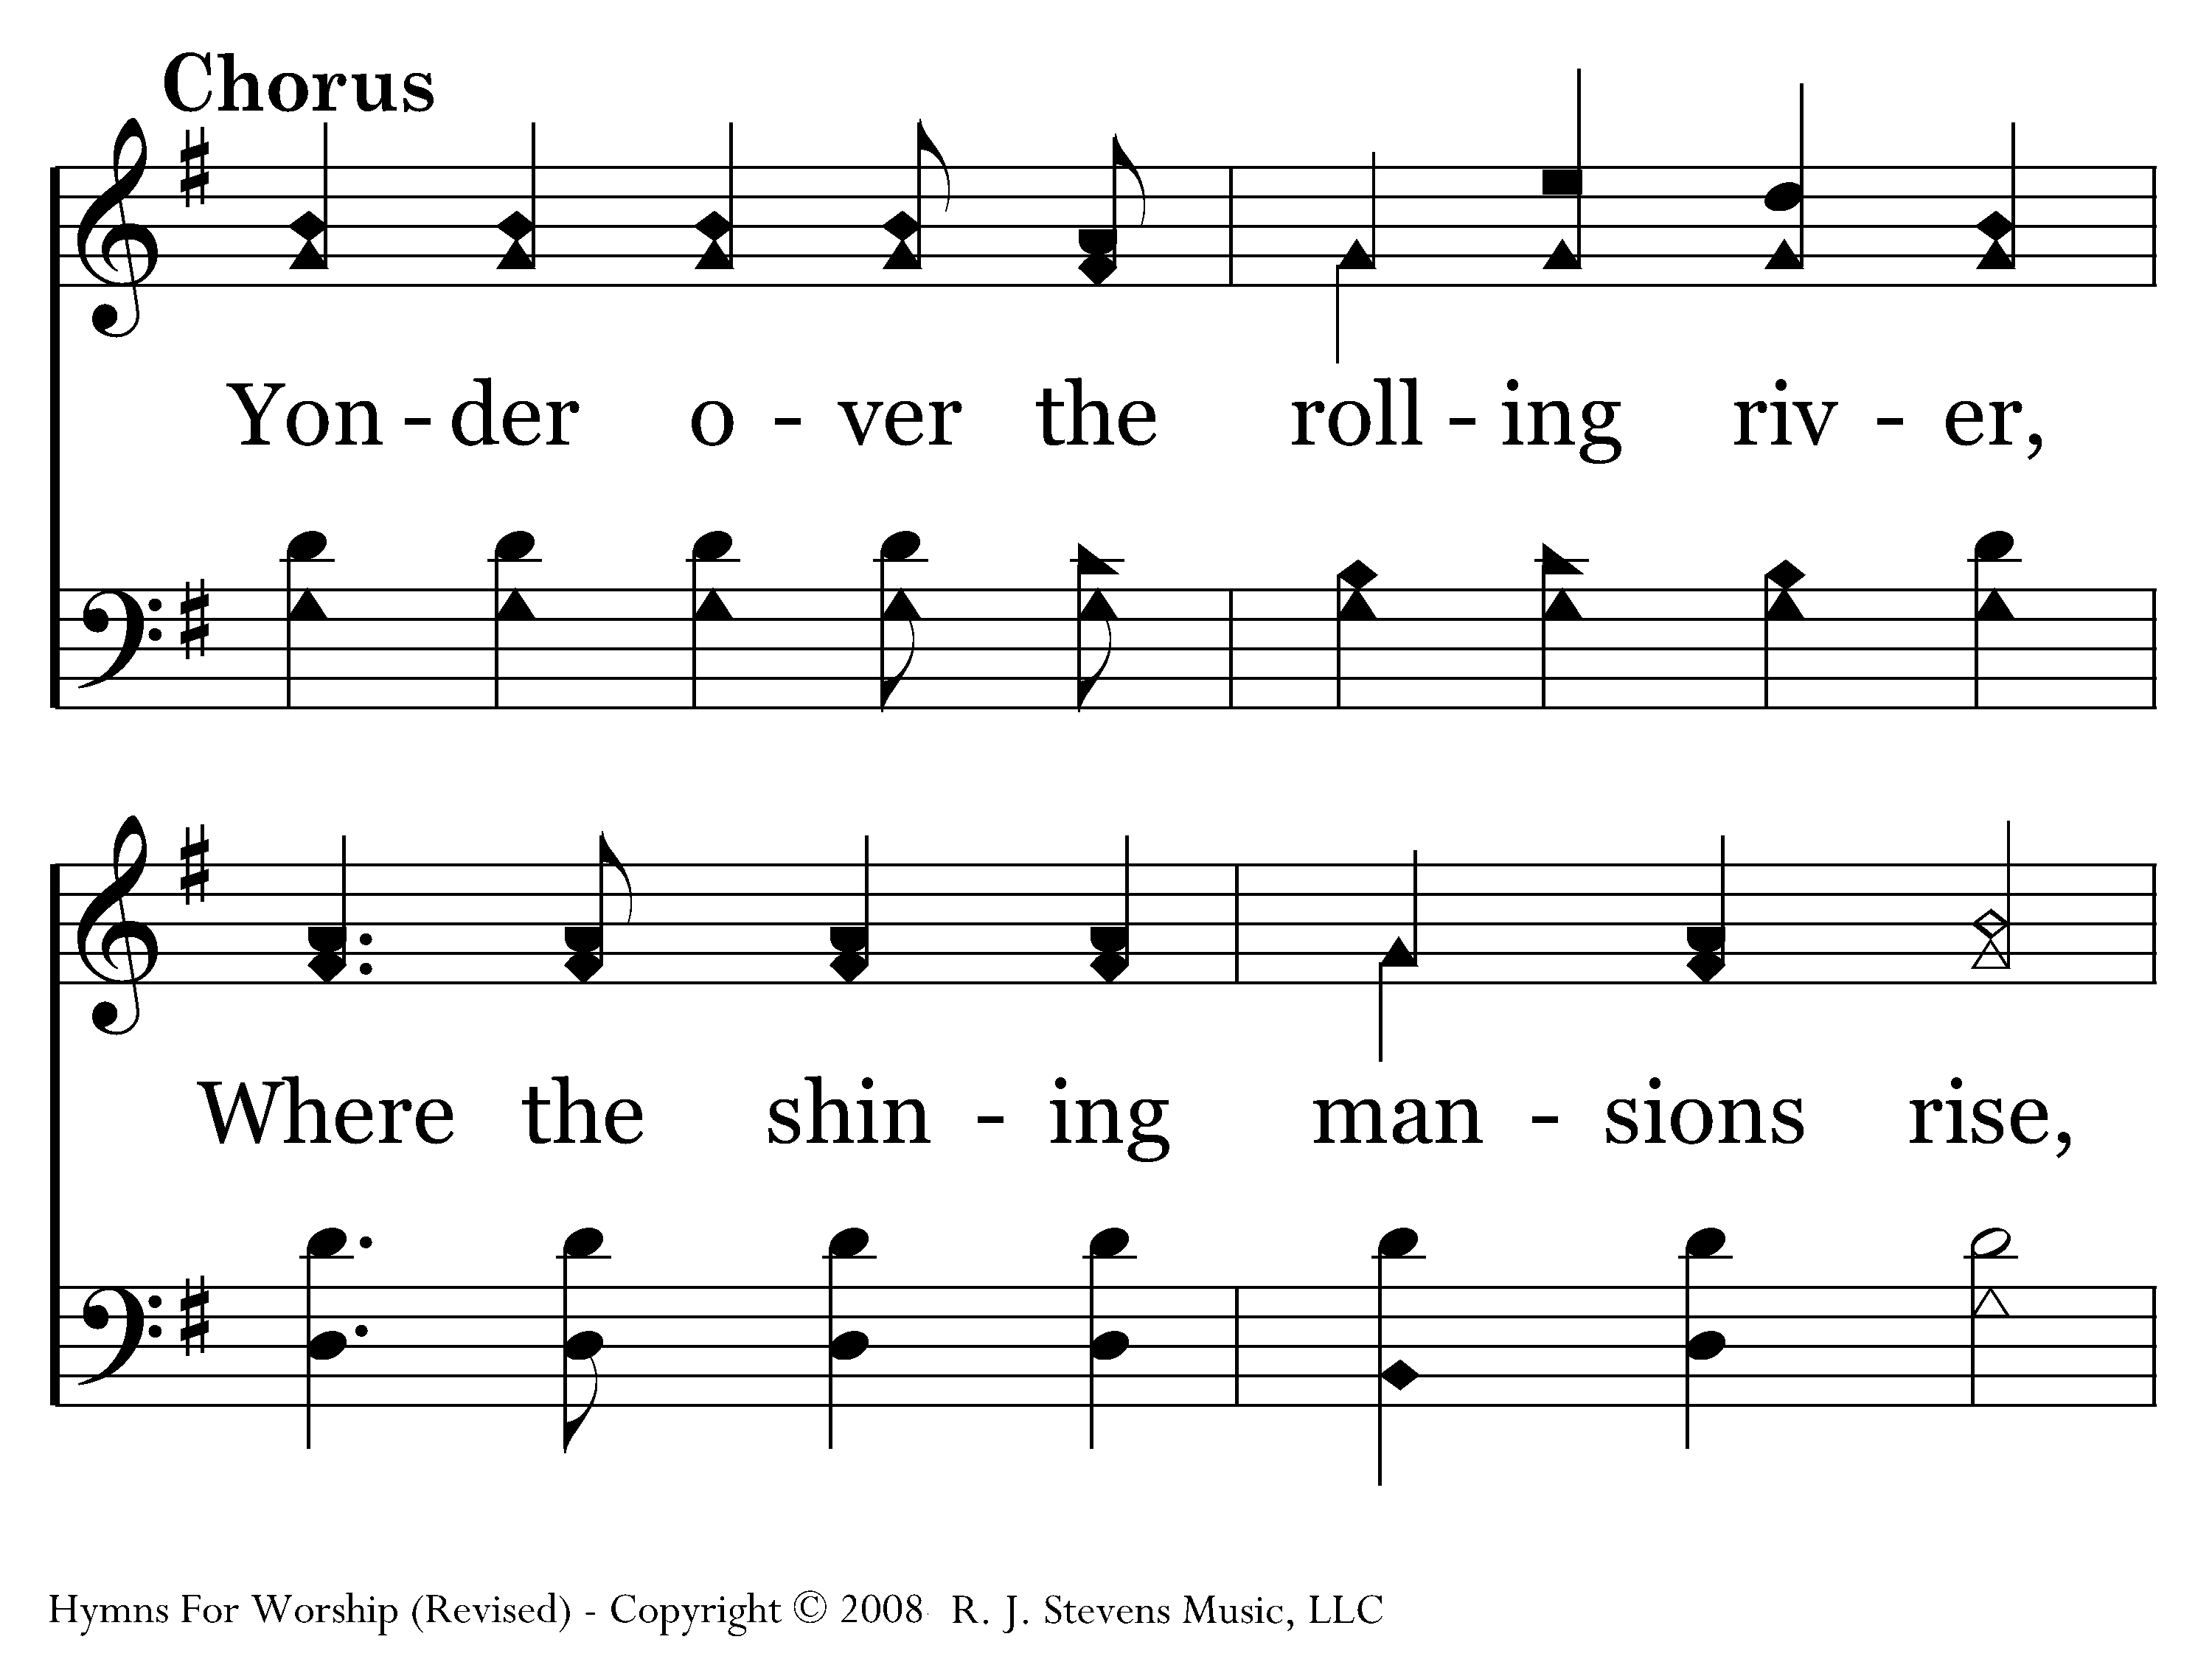 Chorus
Yon - der o - ver the roll - ing riv - er,
Where the shin - ing man - sions rise,
Hymns For Worship (Revised) - Copyright © 2008 R. J. Stevens Music, LLC